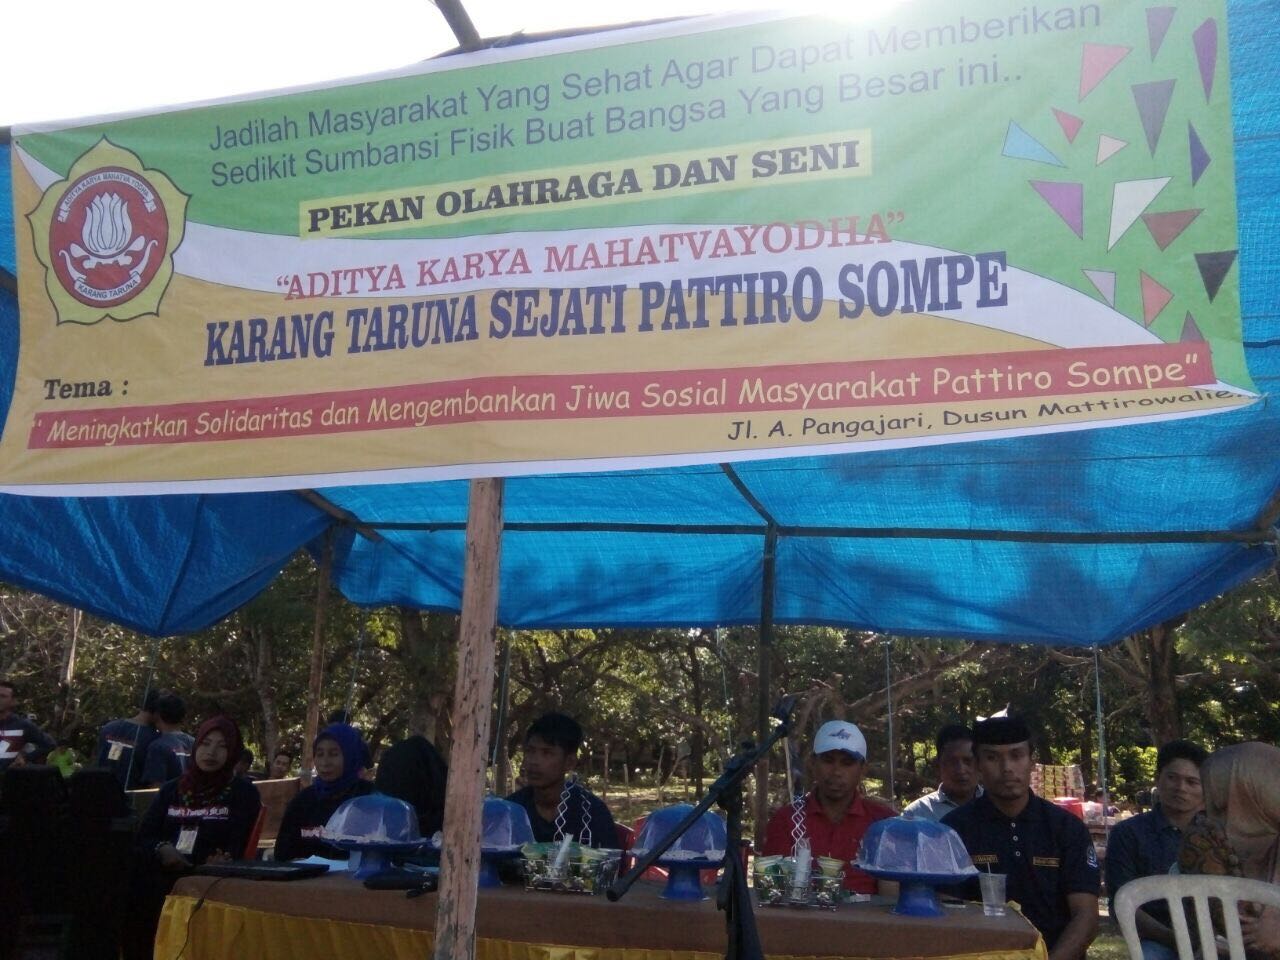 Jadilah Masyarakat Yang Sehat Agar Dapat Memberikan
Sedikit Sumbansi Fisik Buat Bangsa Yang Besar ini..
PEKAN OLAHRAGA DAN SENI
"ADITYA KARYA MAHATVAYODHA"
KARANG TARUNA SEJATI PATTIRO SOMPE
ADITYA KARYA MAHATVA YODHA
KARANG TARUNA
Tema :
"Meningkatkan Solidaritas dan Mengembankan Jiwa Sosial Masyarakat Pattiro Sompe"
Jl. A. Pangajari, Dusun Mattirowalie.